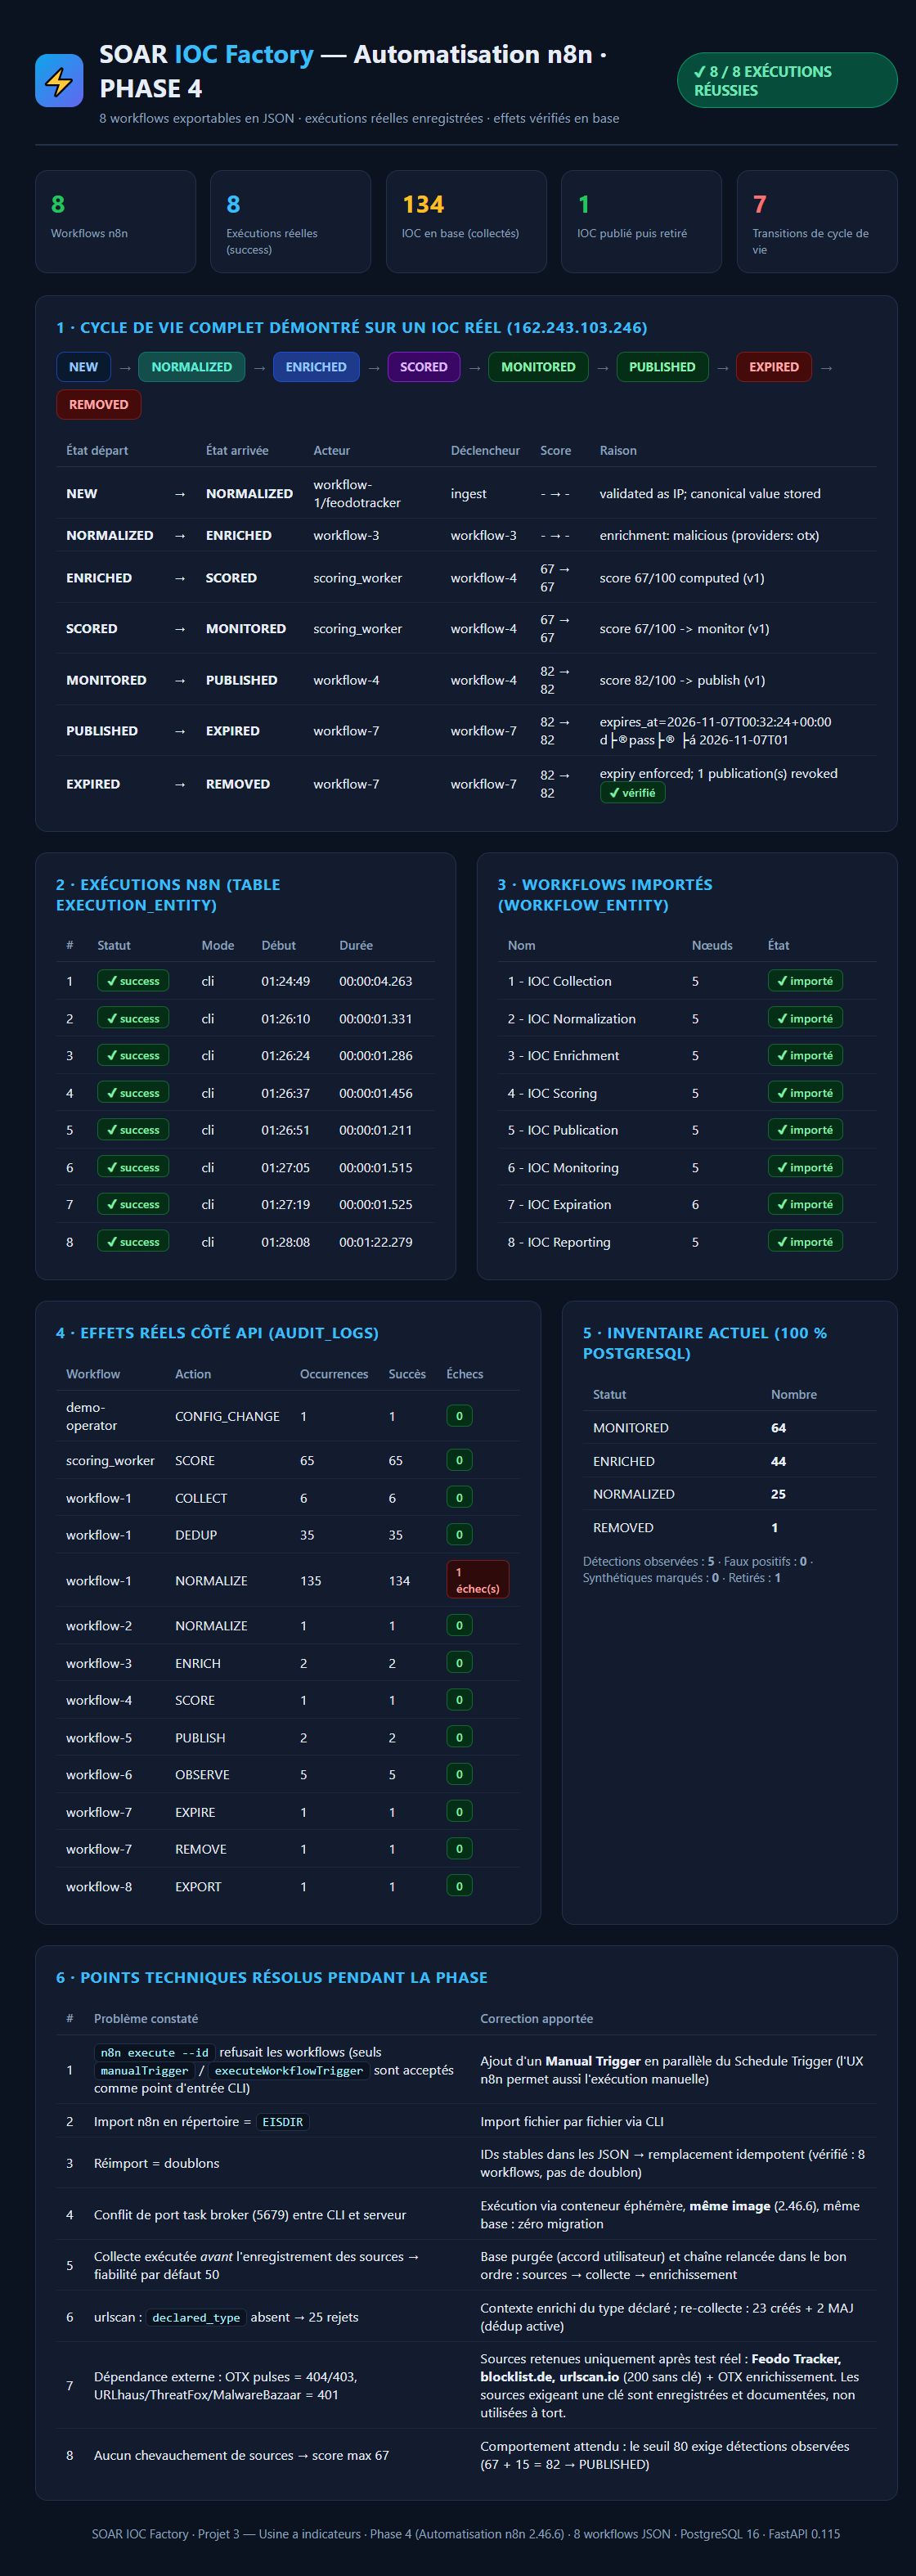 SOAR IOC Factory — Automatisation n8n ·
PHASE 4
8 workflows exportables en JSON · exécutions réelles enregistrées · effets vérifiés en base
✓ 8 / 8 EXÉCUTIONS
RÉUSSIES
8
Workflows n8n
8
Exécutions réelles
(success)
134
IOC en base (collectés)
1
IOC publié puis retiré
7
Transitions de cycle de
vie
1 · CYCLE DE VIE COMPLET DÉMONTRÉ SUR UN IOC RÉEL (162.243.103.246)
NEW → NORMALIZED → ENRICHED → SCORED → MONITORED → PUBLISHED → EXPIRED →
REMOVED
État départ État arrivée Acteur Déclencheur Score Raison
NEW → NORMALIZED workflow-1/feodotracker ingest - → - validated as IP; canonical value stored
NORMALIZED → ENRICHED workflow-3 workflow-3 - → - enrichment: malicious (providers: otx)
ENRICHED → SCORED scoring_worker workflow-4 67 → 67 score 67/100 computed (v1)
SCORED → MONITORED scoring_worker workflow-4 67 → 67 score 67/100 -> monitor (v1)
MONITORED → PUBLISHED workflow-4 workflow-4 82 → 82 score 82/100 -> publish (v1)
PUBLISHED → EXPIRED workflow-7 workflow-7 82 → 82 expires_at=2026-11-07T00:32:24+00:00
d├®pass├® ├á 2026-11-07T01
EXPIRED → REMOVED workflow-7 workflow-7 82 → 82 expiry enforced; 1 publication(s) revoked
✓ vérifié
2 · EXÉCUTIONS N8N (TABLE
EXECUTION_ENTITY)
# Statut Mode Début Durée
1 ✓ success cli 01:24:49 00:00:04.263
2 ✓ success cli 01:26:10 00:00:01.331
3 ✓ success cli 01:26:24 00:00:01.286
4 ✓ success cli 01:26:37 00:00:01.456
5 ✓ success cli 01:26:51 00:00:01.211
6 ✓ success cli 01:27:05 00:00:01.515
7 ✓ success cli 01:27:19 00:00:01.525
8 ✓ success cli 01:28:08 00:01:22.279
3 · WORKFLOWS IMPORTÉS
(WORKFLOW_ENTITY)
Nom Nœuds État
1 - IOC Collection 5 ✓ importé
2 - IOC Normalization 5 ✓ importé
3 - IOC Enrichment 5 ✓ importé
4 - IOC Scoring 5 ✓ importé
5 - IOC Publication 5 ✓ importé
6 - IOC Monitoring 5 ✓ importé
7 - IOC Expiration 6 ✓ importé
8 - IOC Reporting 5 ✓ importé
4 · EFFETS RÉELS CÔTÉ API (AUDIT_LOGS)
Workflow Action Occurrences Succès Échecs
demo-operator CONFIG_CHANGE 1 1 0
scoring_worker SCORE 65 65 0
workflow-1 COLLECT 6 6 0
workflow-1 DEDUP 35 35 0
workflow-1 NORMALIZE 135 134 1 échec(s)
workflow-2 NORMALIZE 1 1 0
workflow-3 ENRICH 2 2 0
workflow-4 SCORE 1 1 0
workflow-5 PUBLISH 2 2 0
workflow-6 OBSERVE 5 5 0
workflow-7 EXPIRE 1 1 0
workflow-7 REMOVE 1 1 0
workflow-8 EXPORT 1 1 0
5 · INVENTAIRE ACTUEL (100 %
POSTGRESQL)
Statut Nombre
MONITORED 64
ENRICHED 44
NORMALIZED 25
REMOVED 1
Détections observées : 5 · Faux positifs : 0 ·
Synthétiques marqués : 0 · Retirés : 1
6 · POINTS TECHNIQUES RÉSOLUS PENDANT LA PHASE
# Problème constaté Correction apportée
1 n8n execute --id refusait les workflows (seuls
manualTrigger / executeWorkflowTrigger sont acceptés
comme point d'entrée CLI)
Ajout d'un Manual Trigger en parallèle du Schedule Trigger (l'UX
n8n permet aussi l'exécution manuelle)
2 Import n8n en répertoire = EISDIR
Import fichier par fichier via CLI
3 Réimport = doublons
IDs stables dans les JSON → remplacement idempotent (vérifié : 8
workflows, pas de doublon)
4 Conflit de port task broker (5679) entre CLI et serveur
Exécution via conteneur éphémère, même image (2.46.6), même
base : zéro migration
5 Collecte exécutée avant l'enregistrement des sources →
fiabilité par défaut 50
Base purgée (accord utilisateur) et chaîne relancée dans le bon
ordre : sources → collecte → enrichissement
6 urlscan : declared_type absent → 25 rejets
Contexte enrichi du type déclaré ; re-collecte : 23 créés + 2 MAJ
(dédup active)
7 Dépendance externe : OTX pulses = 404/403,
URLhaus/ThreatFox/MalwareBazaar = 401
Sources retenues uniquement après test réel : Feodo Tracker,
blocklist.de, urlscan.io (200 sans clé) + OTX enrichissement. Les
sources exigeant une clé sont enregistrées et documentées, non
utilisées à tort.
8 Aucun chevauchement de sources → score max 67
Comportement attendu : le seuil 80 exige détections observées
(67 + 15 = 82 → PUBLISHED)
SOAR IOC Factory · Projet 3 — Usine a indicateurs · Phase 4 (Automatisation n8n 2.46.6) · 8 workflows JSON · PostgreSQL 16 · FastAPI 0.115